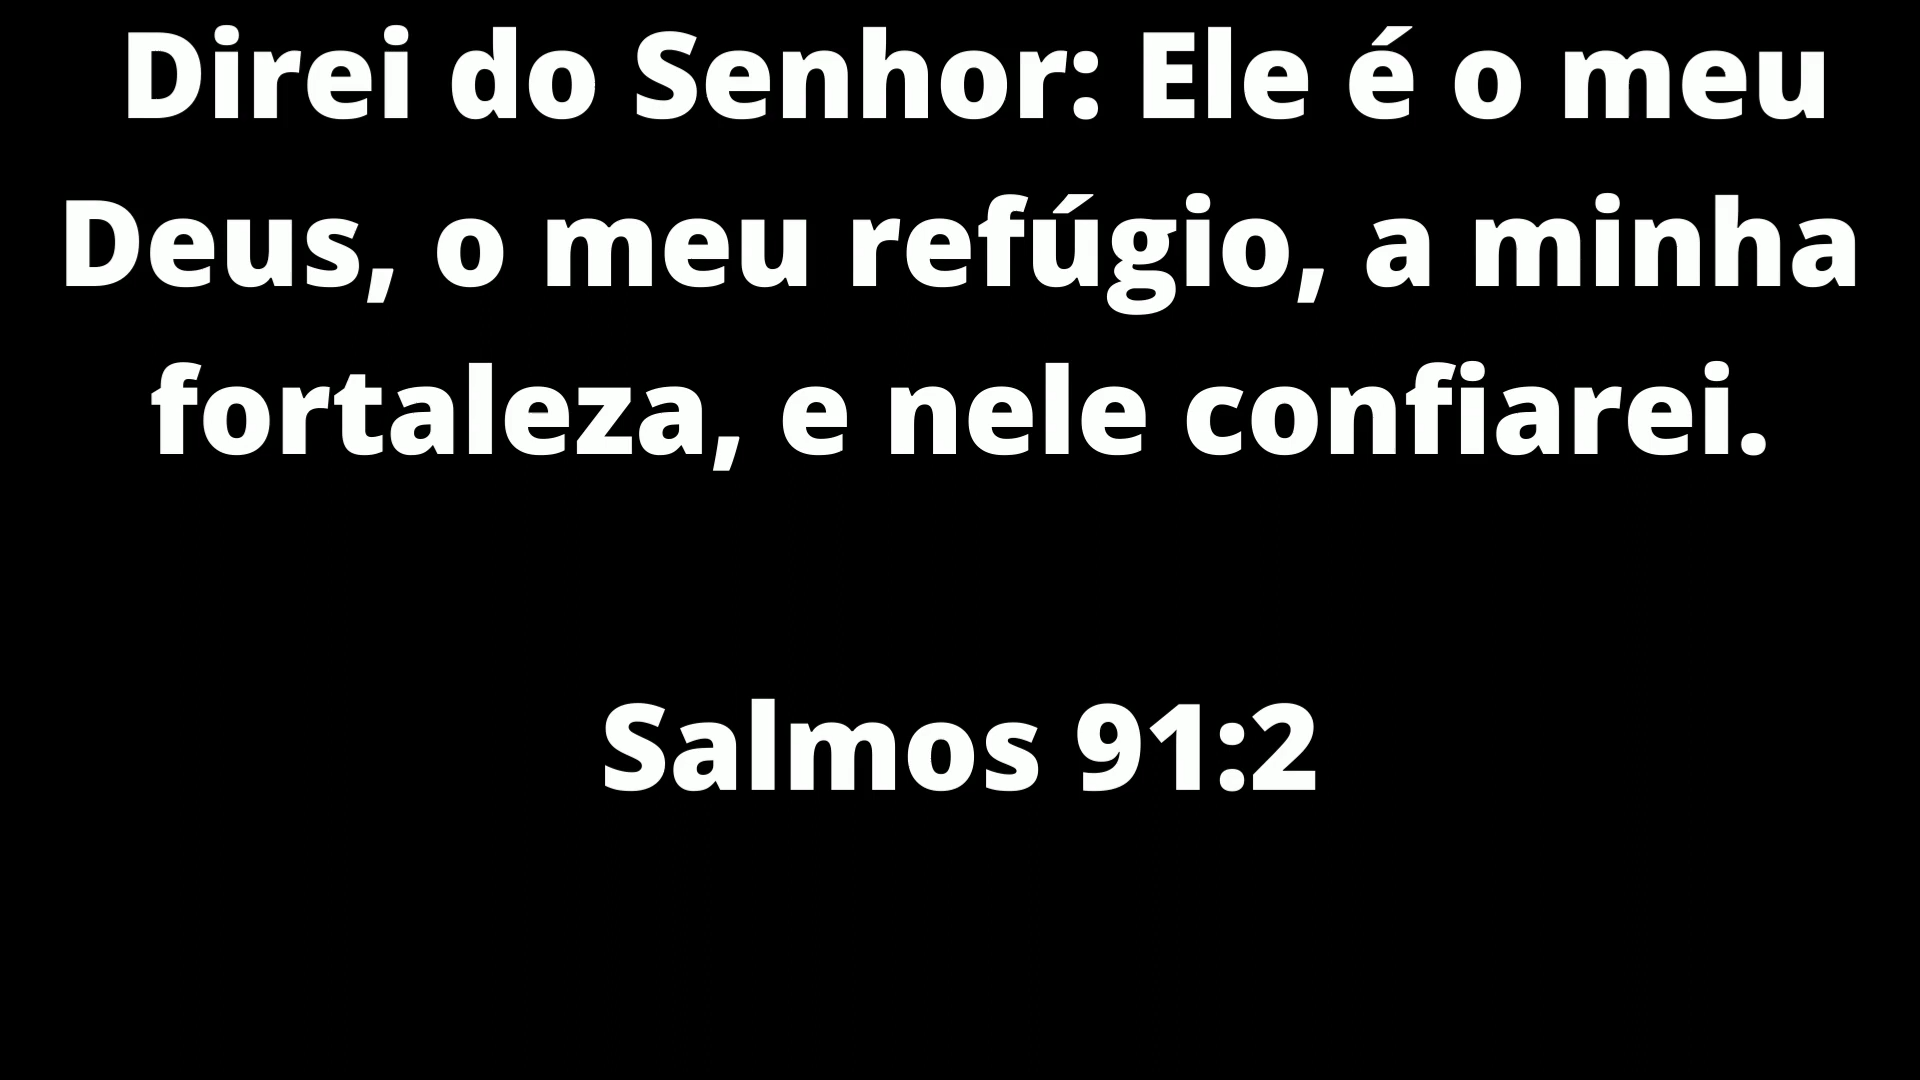 Direi do Senhor: Ele é o meu
Deus, o meu refúgio, a minha
fortaleza, e nele confiarei.
Salmos 91:2